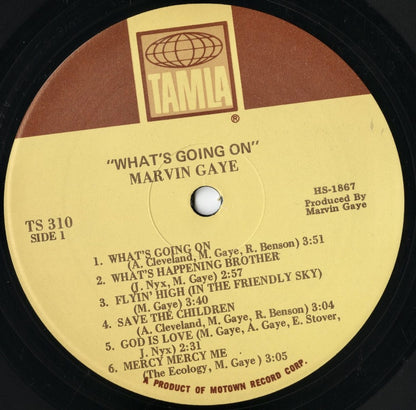 TAMLA
®
"WHAT'S GOING ON"
MARVIN GAYE
TS 310
SIDE 1
HS-1867
Produced By
Marvin Gaye
1. WHAT'S GOING ON
(A. Cleveland, M. Gaye, R. Benson) 3:51
2. WHAT'S HAPPENING BROTHER
(J. Nyx, M. Gaye) 2:57
3. FLYIN' HIGH (IN THE FRIENDLY SKY)
(M. Gaye) 3:40
4. SAVE THE CHILDREN
(A. Cleveland, M. Gaye, R. Benson) 3:04
5. GOD IS LOVE (M. Gaye, A. Gaye, E. Stover,
J. Nyx) 2:31
6. MERCY MERCY ME
(The Ecology, M. Gaye) 3:05
A PRODUCT OF MOTOWN RECORD CORP.